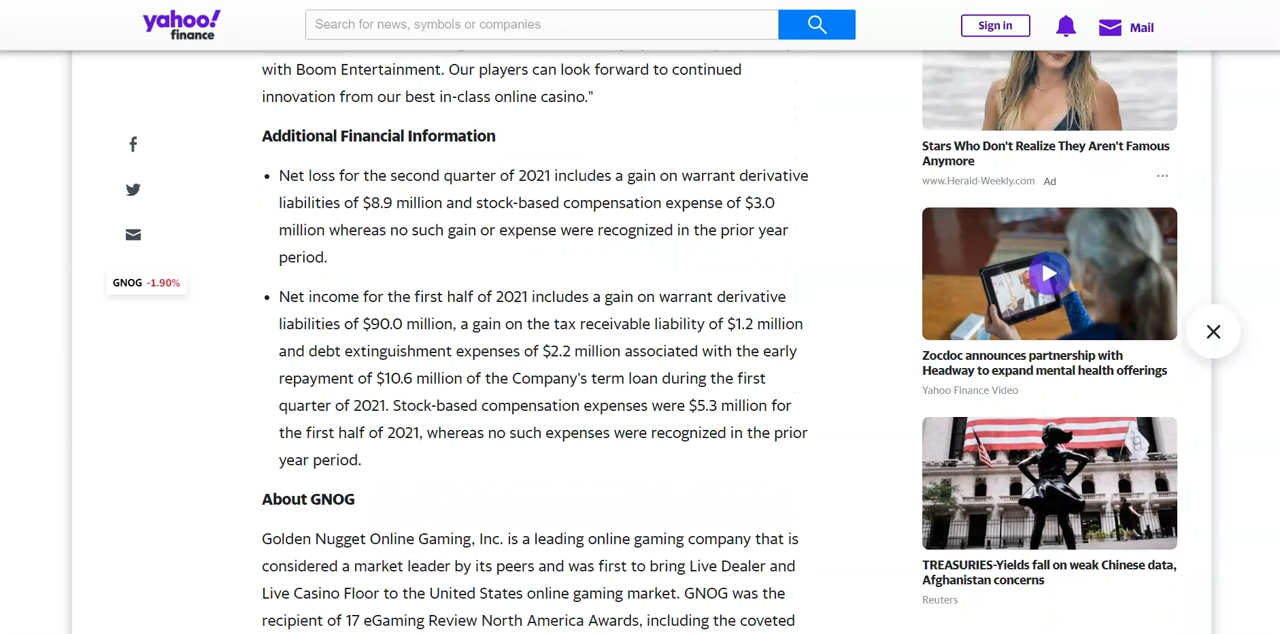 yahoo!
finance
Search for news, symbols or companies
Sign in
Mail
with Boom Entertainment. Our players can look forward to continued
innovation from our best in-class online casino."
Additional Financial Information
• Net loss for the second quarter of 2021 includes a gain on warrant derivative
liabilities of $8.9 million and stock-based compensation expense of $3.0
million whereas no such gain or expense were recognized in the prior year
period.
• Net income for the first half of 2021 includes a gain on warrant derivative
liabilities of $90.0 million, a gain on the tax receivable liability of $1.2 million
and debt extinguishment expenses of $2.2 million associated with the early
repayment of $10.6 million of the Company's term loan during the first
quarter of 2021. Stock-based compensation expenses were $5.3 million for
the first half of 2021, whereas no such expenses were recognized in the prior
year period.
About GNOG
Golden Nugget Online Gaming, Inc. is a leading online gaming company that is
considered a market leader by its peers and was first to bring Live Dealer and
Live Casino Floor to the United States online gaming market. GNOG was the
recipient of 17 eGaming Review North America Awards, including the coveted
GNOG -1.90%
Stars Who Don't Realize They Aren't Famous
Anymore
www.Herald-Weekly.com Ad
Zocdoc announces partnership with
Headway to expand mental health offerings
Yahoo Finance Video
TREASURIES-Yields fall on weak Chinese data,
Afghanistan concerns
Reuters